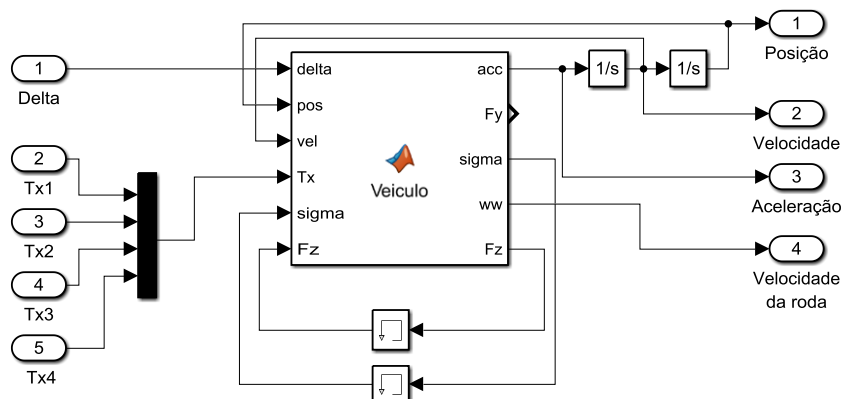 1
Delta
2
Tx1
3
Tx2
4
Tx3
5
Tx4
delta
pos
vel
Tx
sigma
Fz
Veiculo
acc
Fy
sigma
ww
Fz
1/s
1/s
1
Posição
2
Velocidade
3
Aceleração
4
Velocidade
da roda